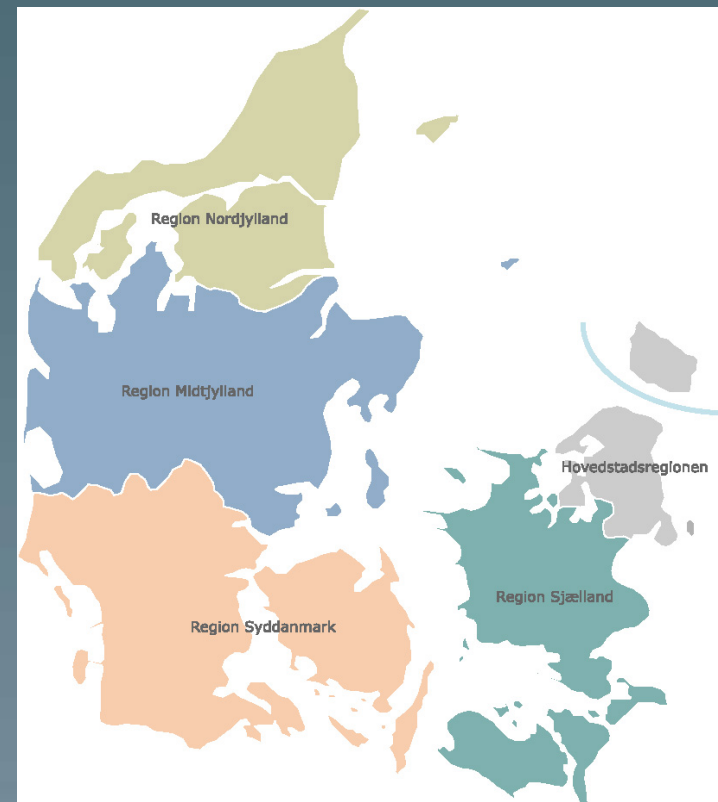 Region Nordjylland
Region Midtjylland
Hovedstadsregionen
Region Sjælland
Region Syddanmark